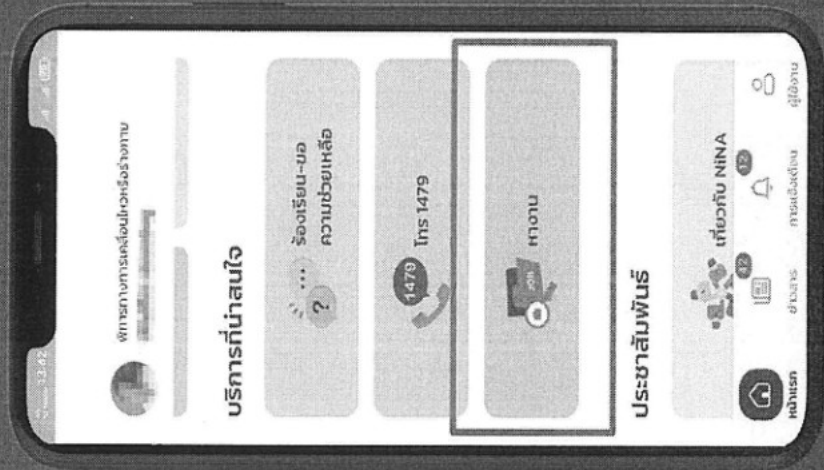 13:42
พิการทางการเคลื่อนไหวหรือร่างกาย
บริการที่น่าสนใจ
ร้องเรียน-ขอ
ความช่วยเหลือ
1479
โทร 1479
JOB
หางาน
ประชาสัมพันธ์
เกี่ยวกับ NiNA
หน้าแรก
42
ข่าวสาร
12
การแจ้งเตือน
ผู้ใช้งาน